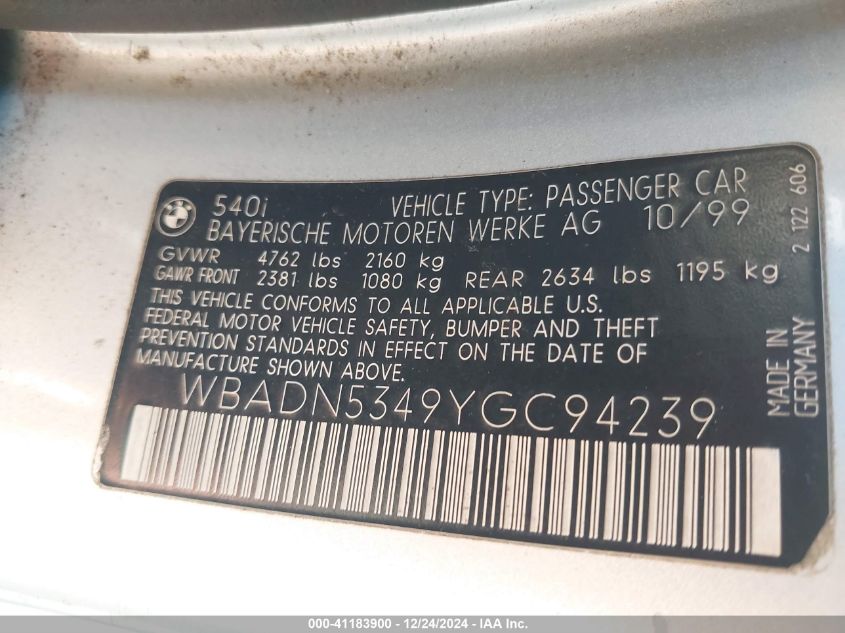 540i VEHICLE TYPE: PASSENGER CAR
BAYERISCHE MOTOREN WERKE AG 10/99
GVWR 4762 lbs 2160 kg
GAWR FRONT 2381 lbs 1080 kg REAR 2634 lbs 1195 kg
THIS VEHICLE CONFORMS TO ALL APPLICABLE U.S.
FEDERAL MOTOR VEHICLE SAFETY, BUMPER AND THEFT
PREVENTION STANDARDS IN EFFECT ON THE DATE OF
MANUFACTURE SHOWN ABOVE.
WBADN5349YGC94239
MADE IN
GERMANY
2 122 606
000-41183900 - 12/24/2024 - IAA Inc.